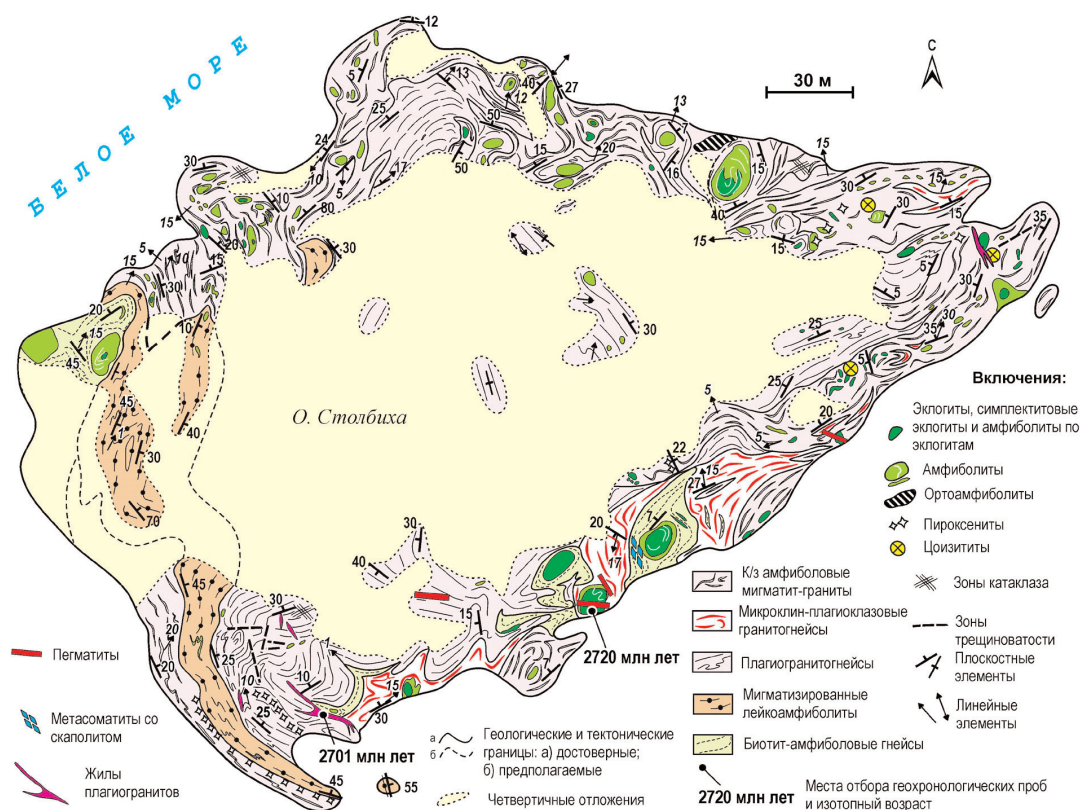 БЕЛОЕ МОРЕ
С
30 м
О. Столбиха
Включения:
Эклогиты, симплектитовые
эклогиты и амфиболиты по
эклогитам
Амфиболиты
Ортоамфиболиты
Пироксениты
Цоизититы
К/з амфиболовые
мигматит-граниты
Микроклин-плагиоклазовые
гранитогнейсы
Плагиогранитогнейсы
Мигматизированные
лейкоамфиболиты
Биотит-амфиболовые гнейсы
2720 млн лет
Места отбора геохронологических проб
и изотопный возраст
Зоны катаклаза
Зоны
трещиноватости
Плоскостные
элементы
Линейные
элементы
2720 млн лет
2701 млн лет
Пегматиты
Метасоматиты со
скаполитом
Жилы
плагиогранитов
а
б
Геологические и тектонические
границы: а) достоверные;
б) предполагаемые
55
Четвертичные отложения